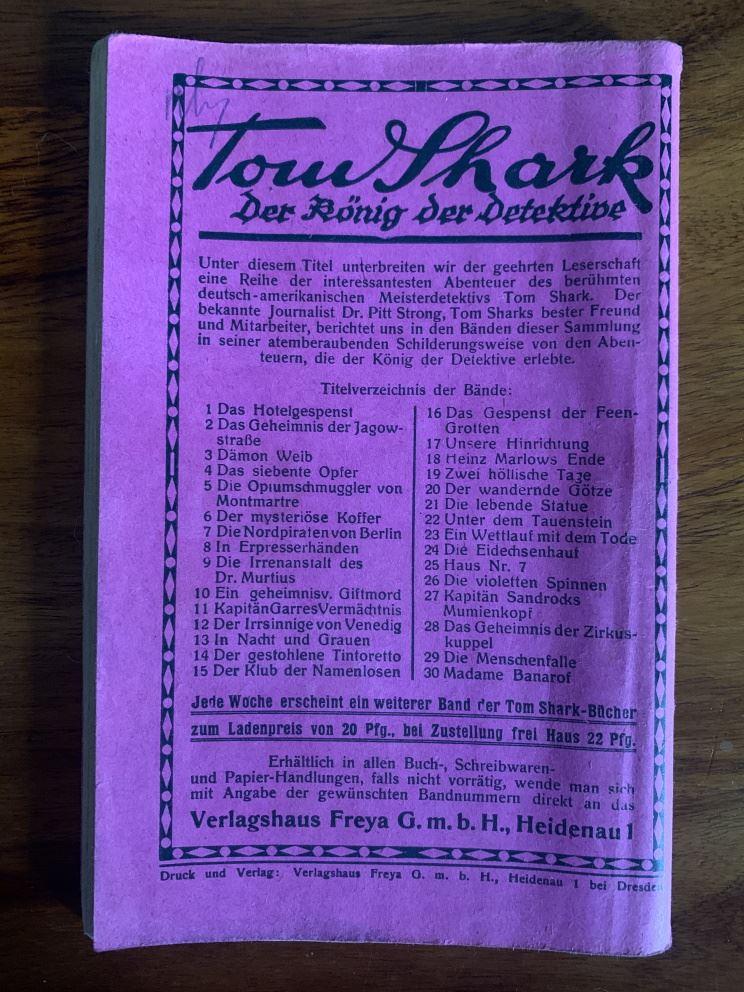 Tom Shark
Der König der Detektive
Unter diesem Titel unterbreiten wir der geehrten Leserschaft
eine Reihe der interessantesten Abenteuer des berühmten
deutsch-amerikanischen Meisterdetektivs Tom Shark. Der
bekannte Journalist Dr. Pitt Strong, Tom Sharks bester Freund
und Mitarbeiter, berichtet uns in den Bänden dieser Sammlung
in seiner atemberaubenden Schilderungsweise von den Aben-
teuern, die der König der Detektive erlebte.
Titelverzeichnis der Bände:
1 Das Hotelgespenst
2 Das Geheimnis der Jagow-
straße
3 Dämon Weib
4 Das siebente Opfer
5 Die Opiumschmuggler von
Montmartre
6 Der mysteriöse Koffer
7 Die Nordpiraten von Berlin
8 In Erpresserhänden
9 Die Irrenanstalt des
Dr. Murtius
10 Ein geheimnisv. Giftmord
11 Kapitän Garres Vermächtnis
12 Der Irrsinnige von Venedig
13 In Nacht und Grauen
14 Der gestohlene Tintoretto
15 Der Klub der Namenlosen
16 Das Gespenst der Feen-
Grotten
17 Unsere Hinrichtung
18 Heinz Marlows Ende
19 Zwei höllische Tage
20 Der wandernde Götze
21 Die lebende Statue
22 Unter dem Tauenstein
23 Ein Wettlauf mit dem Tode
24 Die Eidechsenhaut
25 Haus Nr. 7
26 Die violetten Spinnen
27 Kapitän Sandrocks
Mumienkopf
28 Das Geheimnis der Zirkus-
kuppel
29 Die Menschenfalle
30 Madame Banarof
Jede Woche erscheint ein weiterer Band der Tom Shark-Bücher
zum Ladenpreis von 20 Pfg., bei Zustellung frei Haus 22 Pfg.
Erhältlich in allen Buch-, Schreibwaren-
und Papier-Handlungen, falls nicht vorrätig, wende man sich
mit Angabe der gewünschten Bandnummern direkt an das
Verlagshaus Freya G. m. b. H., Heidenau 1
Druck und Verlag: Verlagshaus Freya G. m. b. H., Heidenau 1 bei Dresden